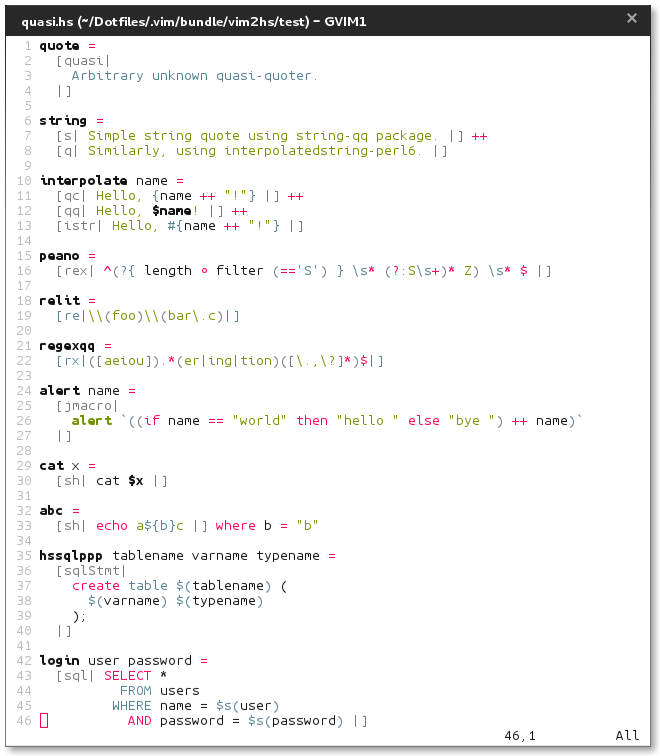 quasi.hs (~/Dotfiles/.vim/bundle/vim2hs/test) - GVIM1 ×
1 quote =
2   [quasi|
3     Arbitrary unknown quasi-quoter.
4   |]
5
6 string =
7   [s| Simple string quote using string-qq package. |] ++
8   [q| Similarly, using interpolatedstring-perl6. |]
9
10 interpolate name =
11   [qc| Hello, {name ++ "!"} |] ++
12   [qq| Hello, $name! |] ++
13   [istr| Hello, #{name ++ "!"} |]
14
15 peano =
16   [rex| ^(?{ length ∘ filter (=='S') } \s* (?:S\s+)* Z) \s* $ |]
17
18 relit =
19   [re|\\(foo)\\(bar\.c)|]
20
21 regexqq =
22   [rx|([aeiou]).*(er|ing|tion)([\.,\?]*)$|]
23
24 alert name =
25   [jmacro|
26     alert `((if name == "world" then "hello " else "bye ") ++ name)`
27   |]
28
29 cat x =
30   [sh| cat $x |]
31
32 abc =
33   [sh| echo a${b}c |] where b = "b"
34
35 hssqlppp tablename varname typename =
36   [sqlStmt|
37     create table $(tablename) (
38       $(varname) $(typename)
39     );
40   |]
41
42 login user password =
43   [sql| SELECT *
44           FROM users
45          WHERE name = $s(user)
46            AND password = $s(password) |]
46,1 All